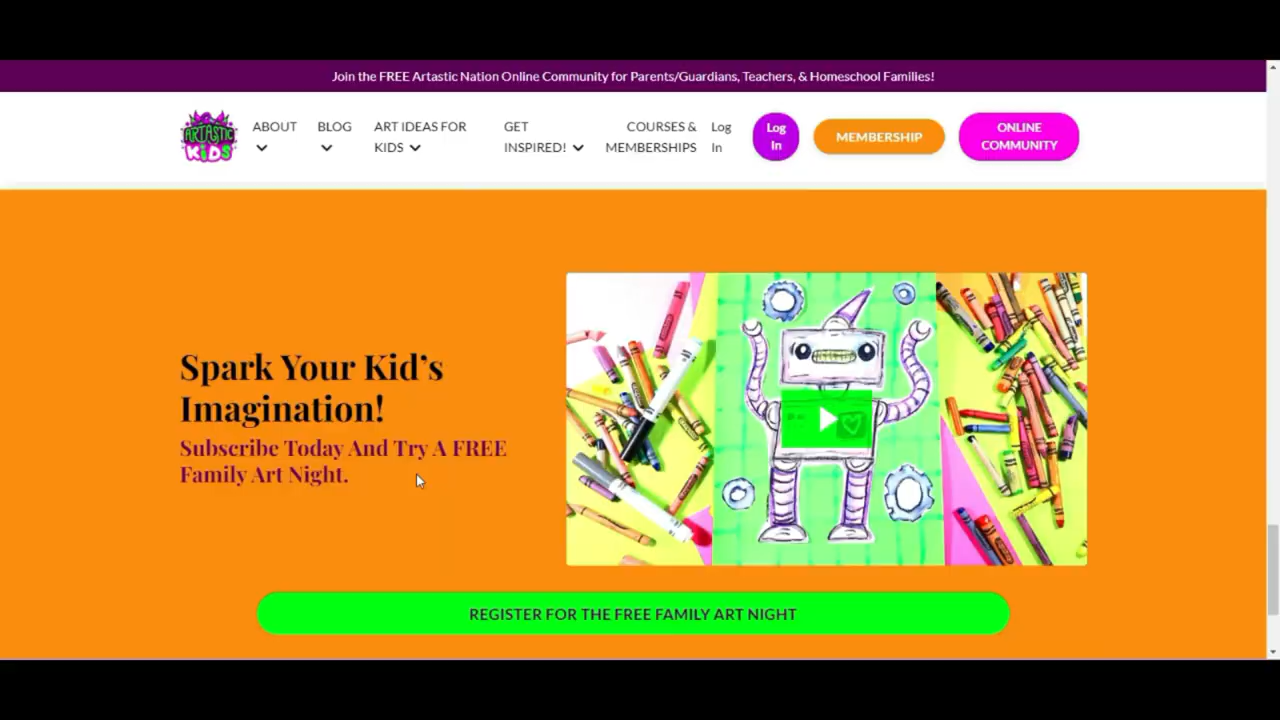 Join the FREE Artastic Nation Online Community for Parents/Guardians, Teachers, & Homeschool Families!
ARTASTIC
KiDS
ABOUT
BLOG
ART IDEAS FOR
KIDS
GET
INSPIRED!
COURSES &
MEMBERSHIPS
Log
In
Log
In
MEMBERSHIP
ONLINE
COMMUNITY
Spark Your Kid's
Imagination!
Subscribe Today And Try A FREE
Family Art Night.
REGISTER FOR THE FREE FAMILY ART NIGHT